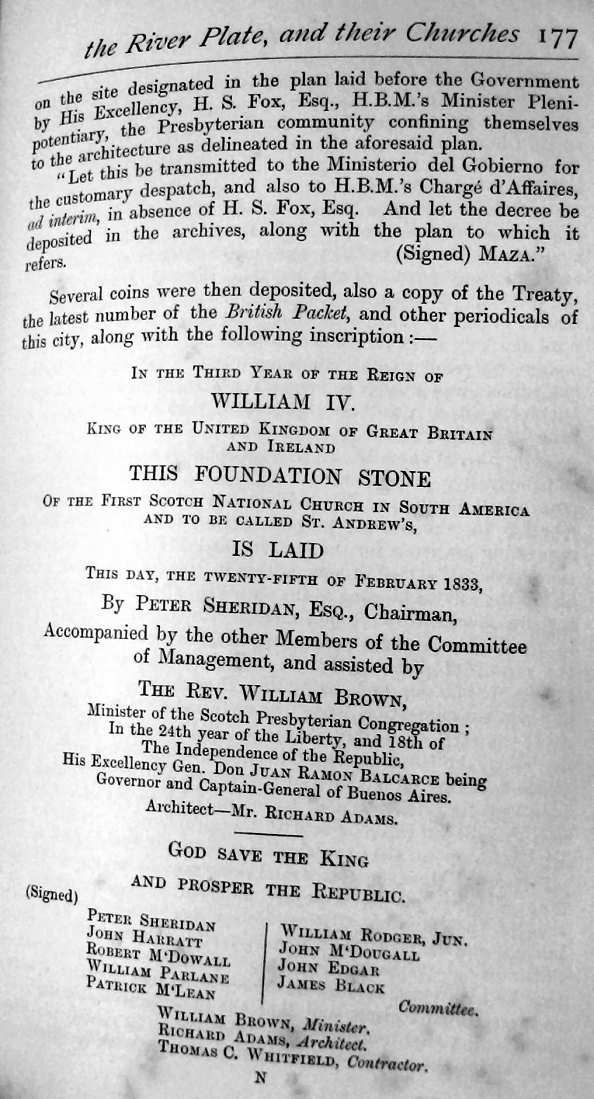 the River Plate, and their Churches 177
on the site designated in the plan laid before the Government
by His Excellency, H. S. Fox, Esq., H.B.M.'s Minister Pleni-
potentiary, the Presbyterian community confining themselves
to the architecture as delineated in the aforesaid plan.
"Let this be transmitted to the Ministerio del Gobierno for
the customary despatch, and also to H.B.M.'s Chargé d'Affaires,
ad interim, in absence of H. S. Fox, Esq. And let the decree be
deposited in the archives, along with the plan to which it
refers. (Signed) MAZA."
Several coins were then deposited, also a copy of the Treaty,
the latest number of the British Packet, and other periodicals of
this city, along with the following inscription :—
IN THE THIRD YEAR OF THE REIGN OF
WILLIAM IV.
KING OF THE UNITED KINGDOM OF GREAT BRITAIN
AND IRELAND
THIS FOUNDATION STONE
OF THE FIRST SCOTCH NATIONAL CHURCH IN SOUTH AMERICA
AND TO BE CALLED ST. ANDREW'S,
IS LAID
THIS DAY, THE TWENTY-FIFTH OF FEBRUARY 1833,
By PETER SHERIDAN, ESQ., Chairman,
Accompanied by the other Members of the Committee
of Management, and assisted by
THE REV. WILLIAM BROWN,
Minister of the Scotch Presbyterian Congregation ;
In the 24th year of the Liberty, and 18th of
The Independence of the Republic,
His Excellency Gen. Don JUAN RAMON BALCARCE being
Governor and Captain-General of Buenos Aires.
Architect—Mr. RICHARD ADAMS.
GOD SAVE THE KING
AND PROSPER THE REPUBLIC.
(Signed)
PETER SHERIDAN
JOHN HARRATT
ROBERT M'DOWALL
WILLIAM PARLANE
PATRICK M'LEAN
WILLIAM RODGER, JUN.
JOHN M'DOUGALL
JOHN EDGAR
JAMES BLACK
Committee.
WILLIAM BROWN, Minister.
RICHARD ADAMS, Architect.
THOMAS C. WHITFIELD, Contractor.
N